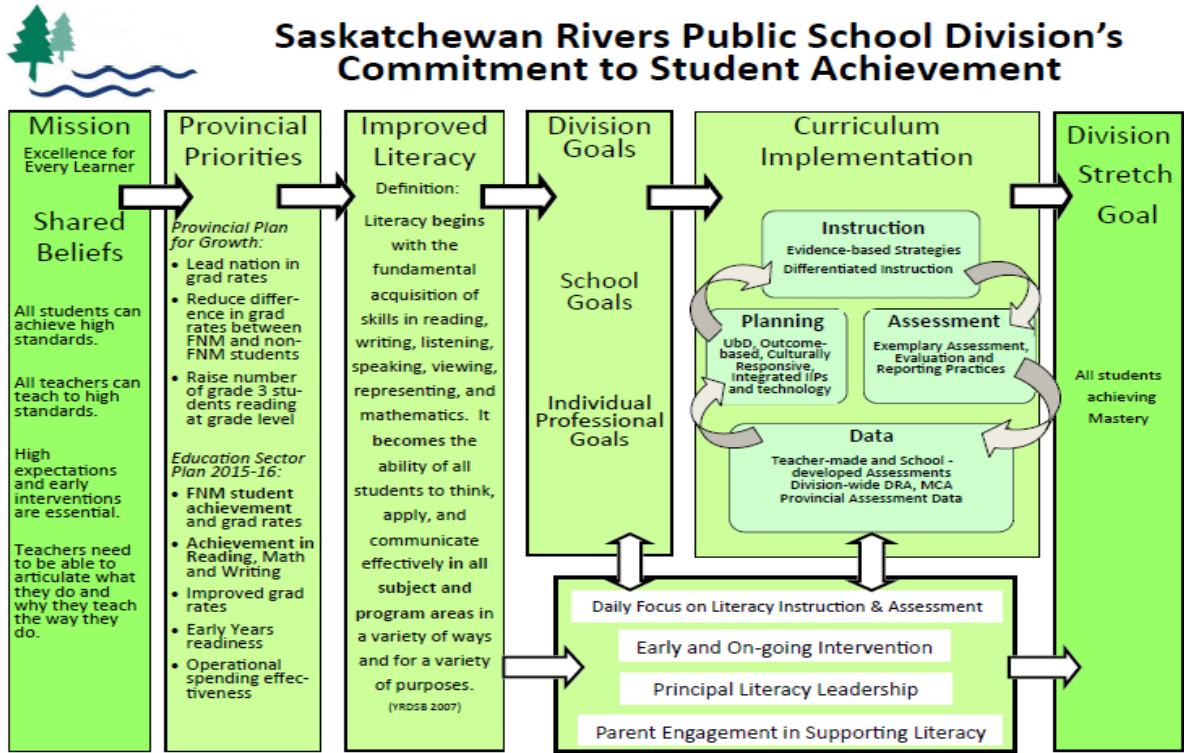 Saskatchewan Rivers Public School Division's
Commitment to Student Achievement
Mission
Excellence for
Every Learner
Shared
Beliefs
All students can
achieve high
standards.
All teachers can
teach to high
standards.
High
expectations
and early
interventions
are essential.
Teachers need
to be able to
articulate what
they do and
why they teach
the way they
do.
Provincial
Priorities
Provincial Plan
for Growth:
• Lead nation in
grad rates
• Reduce differ-
ence in grad
rates between
FNM and non-
FNM students
• Raise number
of grade 3 stu-
dents reading
at grade level
Education Sector
Plan 2015-16:
• FNM student
achievement
and grad rates
• Achievement in
Reading, Math
and Writing
• Improved grad
rates
• Early Years
readiness
• Operational
spending effec-
tiveness
Improved
Literacy
Definition:
Literacy begins
with the
fundamental
acquisition of
skills in reading,
writing, listening,
speaking, viewing,
representing, and
mathematics. It
becomes the
ability of all
students to think,
apply, and
communicate
effectively in all
subject and
program areas in
a variety of ways
and for a variety
of purposes.
(YRDSB 2007)
Division
Goals
School
Goals
Individual
Professional
Goals
Curriculum
Implementation
Instruction
Evidence-based Strategies
Differentiated Instruction
Planning
UbD, Outcome-
based, Culturally
Responsive,
Integrated IIPs
and technology
Assessment
Exemplary Assessment,
Evaluation and
Reporting Practices
Data
Teacher-made and School -
developed Assessments
Division-wide DRA, MCA
Provincial Assessment Data
Daily Focus on Literacy Instruction & Assessment
Early and On-going Intervention
Principal Literacy Leadership
Parent Engagement in Supporting Literacy
Division
Stretch
Goal
All students
achieving
Mastery